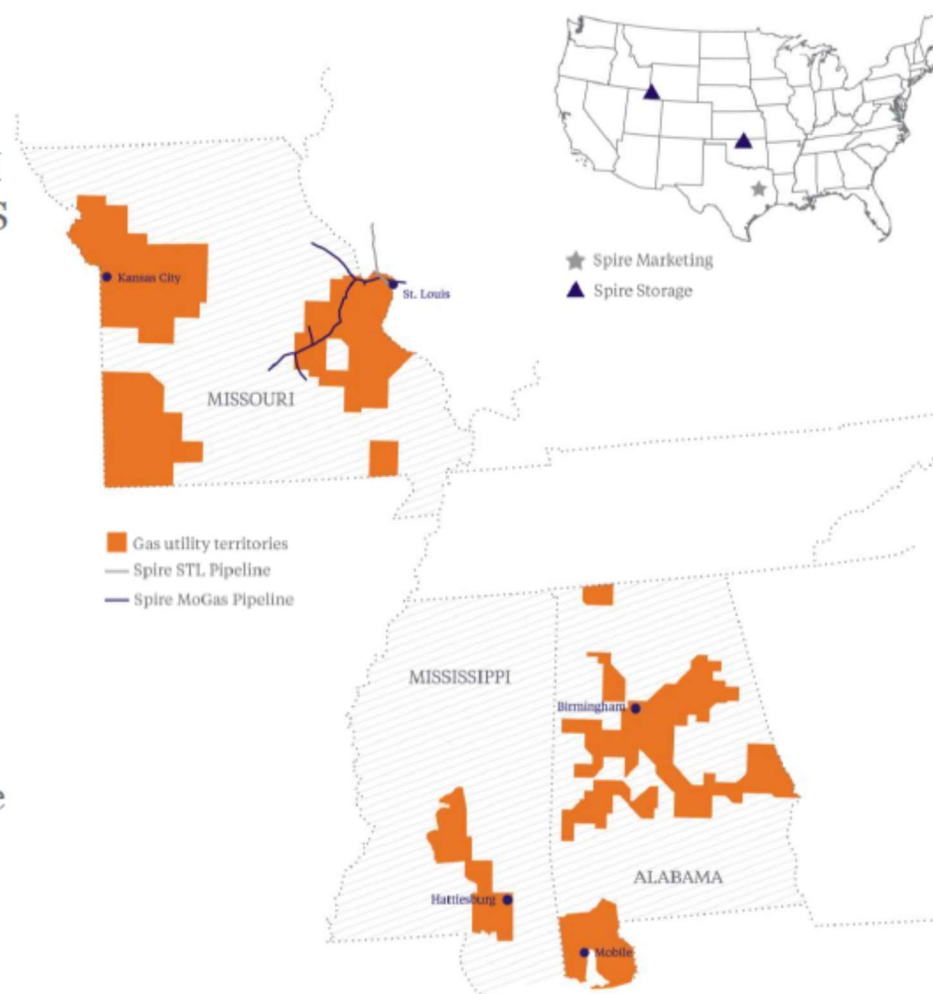 Spire Marketing
Spire Storage
Kansas City
St. Louis
MISSOURI
Gas utility territories
Spire STL Pipeline
Spire MoGas Pipeline
MISSISSIPPI
Birmingham
ALABAMA
Hattiesburg
Mobile